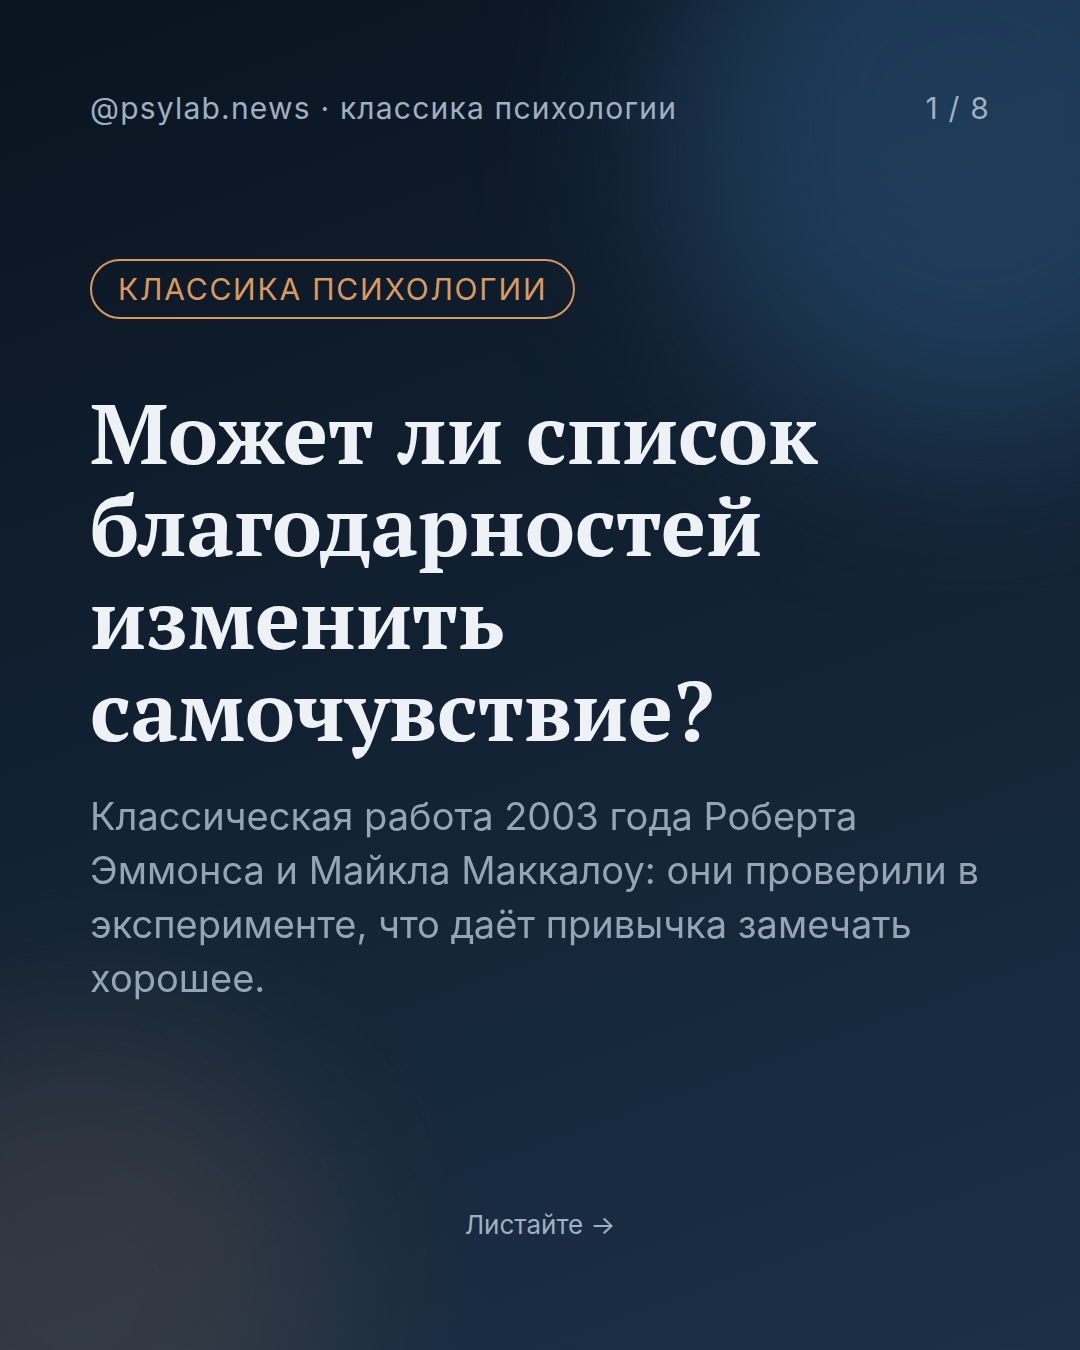 @psylab.news · классика психологии
1 / 8
КЛАССИКА ПСИХОЛОГИИ
Может ли список
благодарностей
изменить
самочувствие?
Классическая работа 2003 года Роберта
Эммонса и Майкла Маккалоу: они проверили в
эксперименте, что даёт привычка замечать
хорошее.
Листайте →